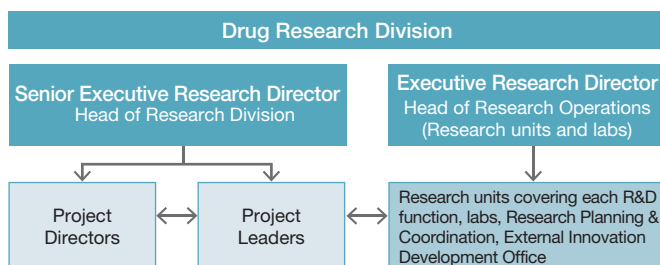 Drug Research Division
Senior Executive Research Director
Head of Research Division
Executive Research Director
Head of Research Operations
(Research units and labs)
Project
Directors
Project
Leaders
Research units covering each R&D
function, labs, Research Planning &
Coordination, External Innovation
Development Office